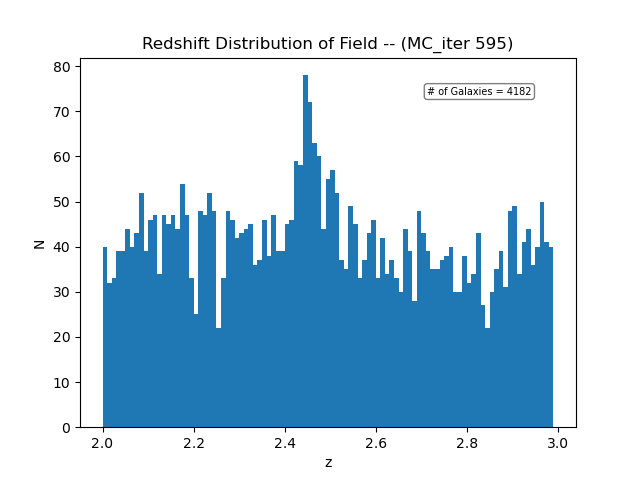 Redshift Distribution of Field -- (MC_iter 595)
# of Galaxies = 4182
80
70
60
50
40
30
20
10
0
N
2.0 2.2 2.4 2.6 2.8 3.0
z